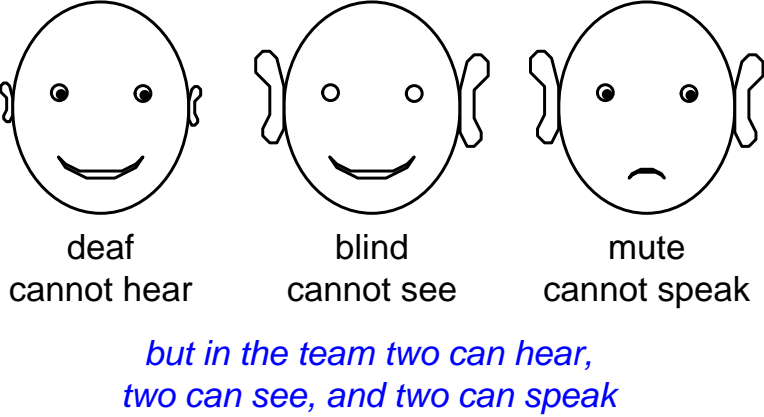 deaf
cannot hear
blind
cannot see
mute
cannot speak
but in the team two can hear,
two can see, and two can speak